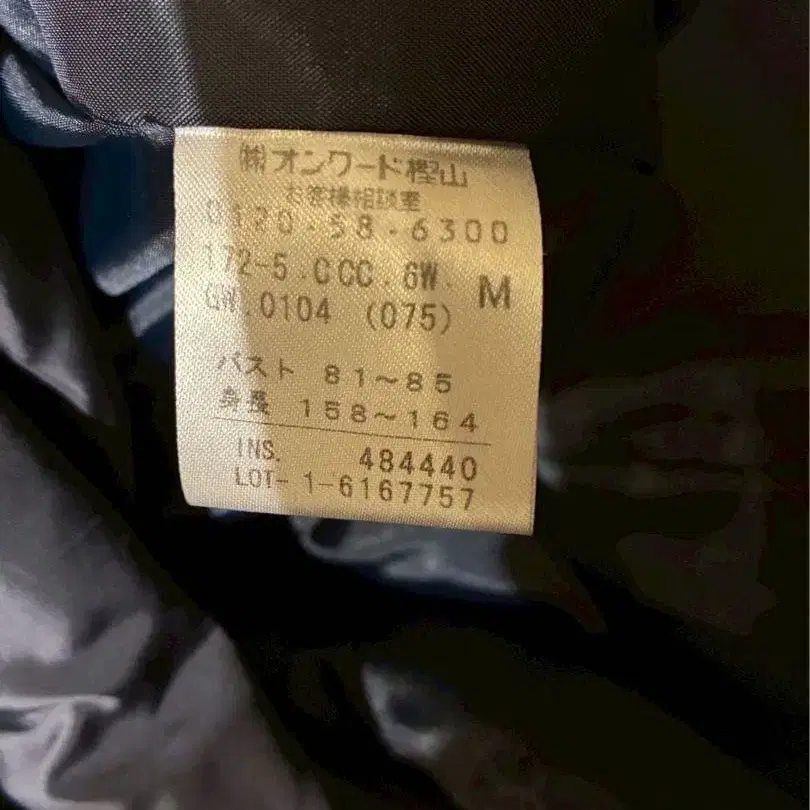 ㈱オンワード樫山
お客様相談室
0120-58-6300
172-5.CCC.6W. M
GW.0104 (075)
バスト 81～85
身長 158～164
INS. 484440
LOT- 1-6167757